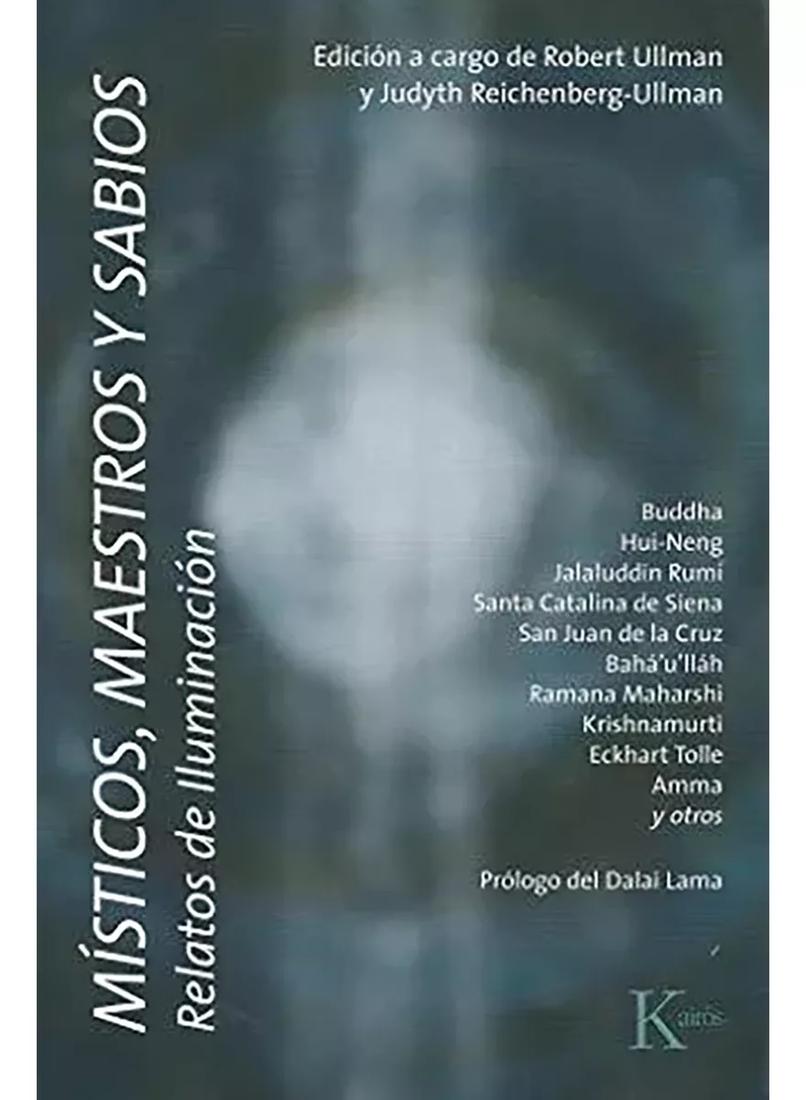 Edición a cargo de Robert Ullman
y Judyth Reichenberg-Ullman
MÍSTICOS, MAESTROS Y SABIOS
Relatos de Iluminación
Buddha
Hui-Neng
Jalaluddin Rumi
Santa Catalina de Siena
San Juan de la Cruz
Bahá'u'lláh
Ramana Maharshi
Krishnamurti
Eckhart Tolle
Amma
y otros
Prólogo del Dalai Lama
Kairós